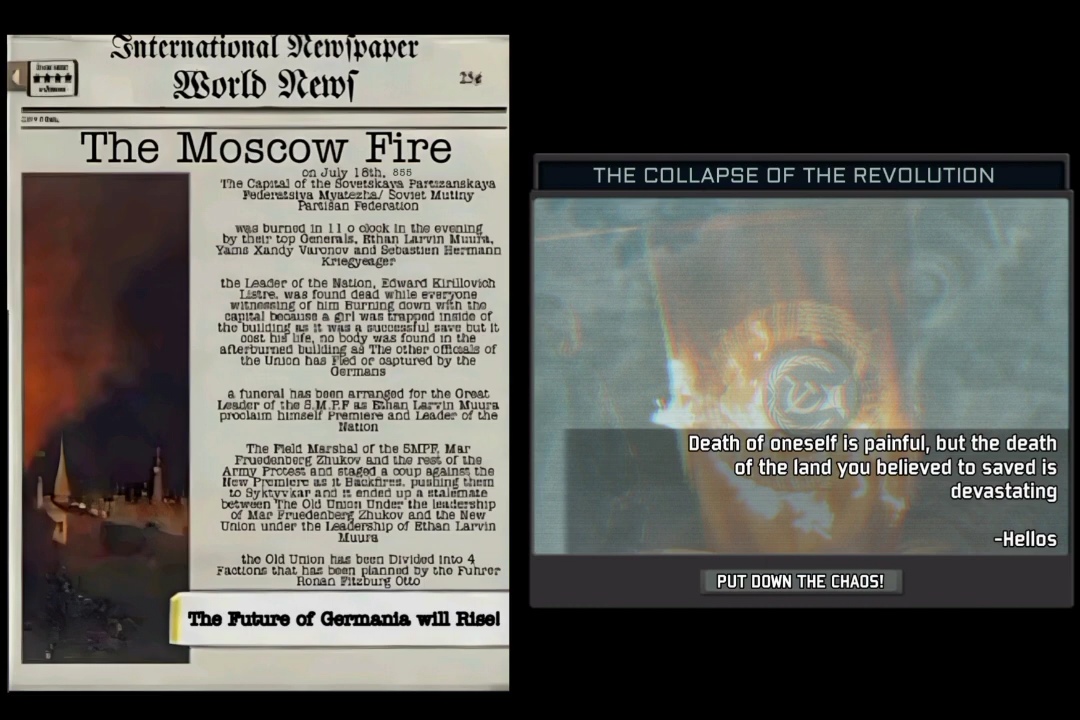 International Newspaper
World News
25¢
The Moscow Fire
on July 18th, 855
The Capital of the Sovetskaya Partizanskaya
Federatsiya Myatezha/ Soviet Mutiny
Partisan Federation
was burned in 11 o clock in the evening
by their top Generals, Ethan Larvin Muura,
Yams Xandy Varonov and Sebastien Hermann
Kriegyeager
the Leader of the Nation, Edward Kirillovich
Listre, was found dead while everyone
witnessing of him Burning down with the
capital because a girl was trapped inside of
the building as it was a successful save but it
cost his life, no body was found in the
afterburned building as The other officials of
the Union has Fled or captured by the
Germans
a funeral has been arranged for the Great
Leader of the S.M.P.F as Ethan Larvin Muura
proclaim himself Premiere and Leader of the
Nation
The Field Marshal of the SMPF, Mar
Fruedenberg Zhukov and the rest of the
Army Protest and staged a coup against the
New Premiere as it Backfires, pushing them
to Syktyvkar and it ended up a stalemate
between The Old Union Under the leadership
of Mar Fruedenberg Zhukov and the New
Union under the Leadership of Ethan Larvin
Muura
the Old Union has been Divided into 4
Factions that has been planned by the Fuhrer
Ronan Fitzburg Otto
The Future of Germania will Rise!
THE COLLAPSE OF THE REVOLUTION
Death of oneself is painful, but the death
of the land you believed to saved is
devastating
-Hellos
PUT DOWN THE CHAOS!